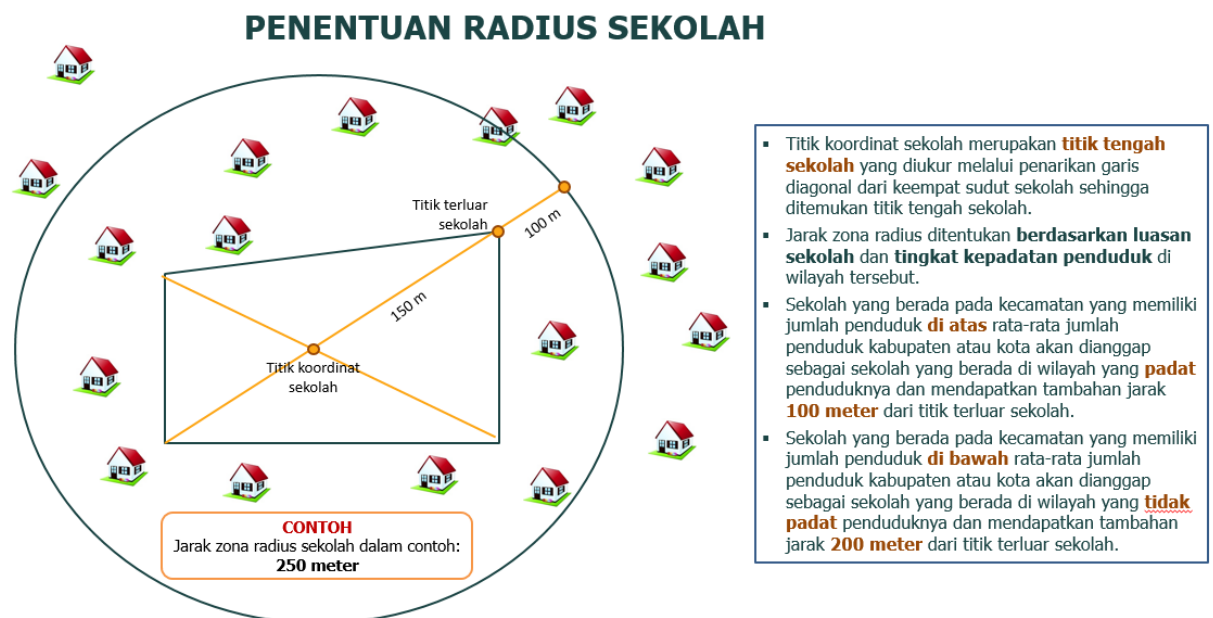 PENENTUAN RADIUS SEKOLAH
Titik terluar
sekolah
100 m
150 m
Titik koordinat
sekolah
CONTOH
Jarak zona radius sekolah dalam contoh:
250 meter
▪ Titik koordinat sekolah merupakan titik tengah
sekolah yang diukur melalui penarikan garis
diagonal dari keempat sudut sekolah sehingga
ditemukan titik tengah sekolah.
▪ Jarak zona radius ditentukan berdasarkan luasan
sekolah dan tingkat kepadatan penduduk di
wilayah tersebut.
▪ Sekolah yang berada pada kecamatan yang memiliki
jumlah penduduk di atas rata-rata jumlah
penduduk kabupaten atau kota akan dianggap
sebagai sekolah yang berada di wilayah yang padat
penduduknya dan mendapatkan tambahan jarak
100 meter dari titik terluar sekolah.
▪ Sekolah yang berada pada kecamatan yang memiliki
jumlah penduduk di bawah rata-rata jumlah
penduduk kabupaten atau kota akan dianggap
sebagai sekolah yang berada di wilayah yang tidak
padat penduduknya dan mendapatkan tambahan
jarak 200 meter dari titik terluar sekolah.